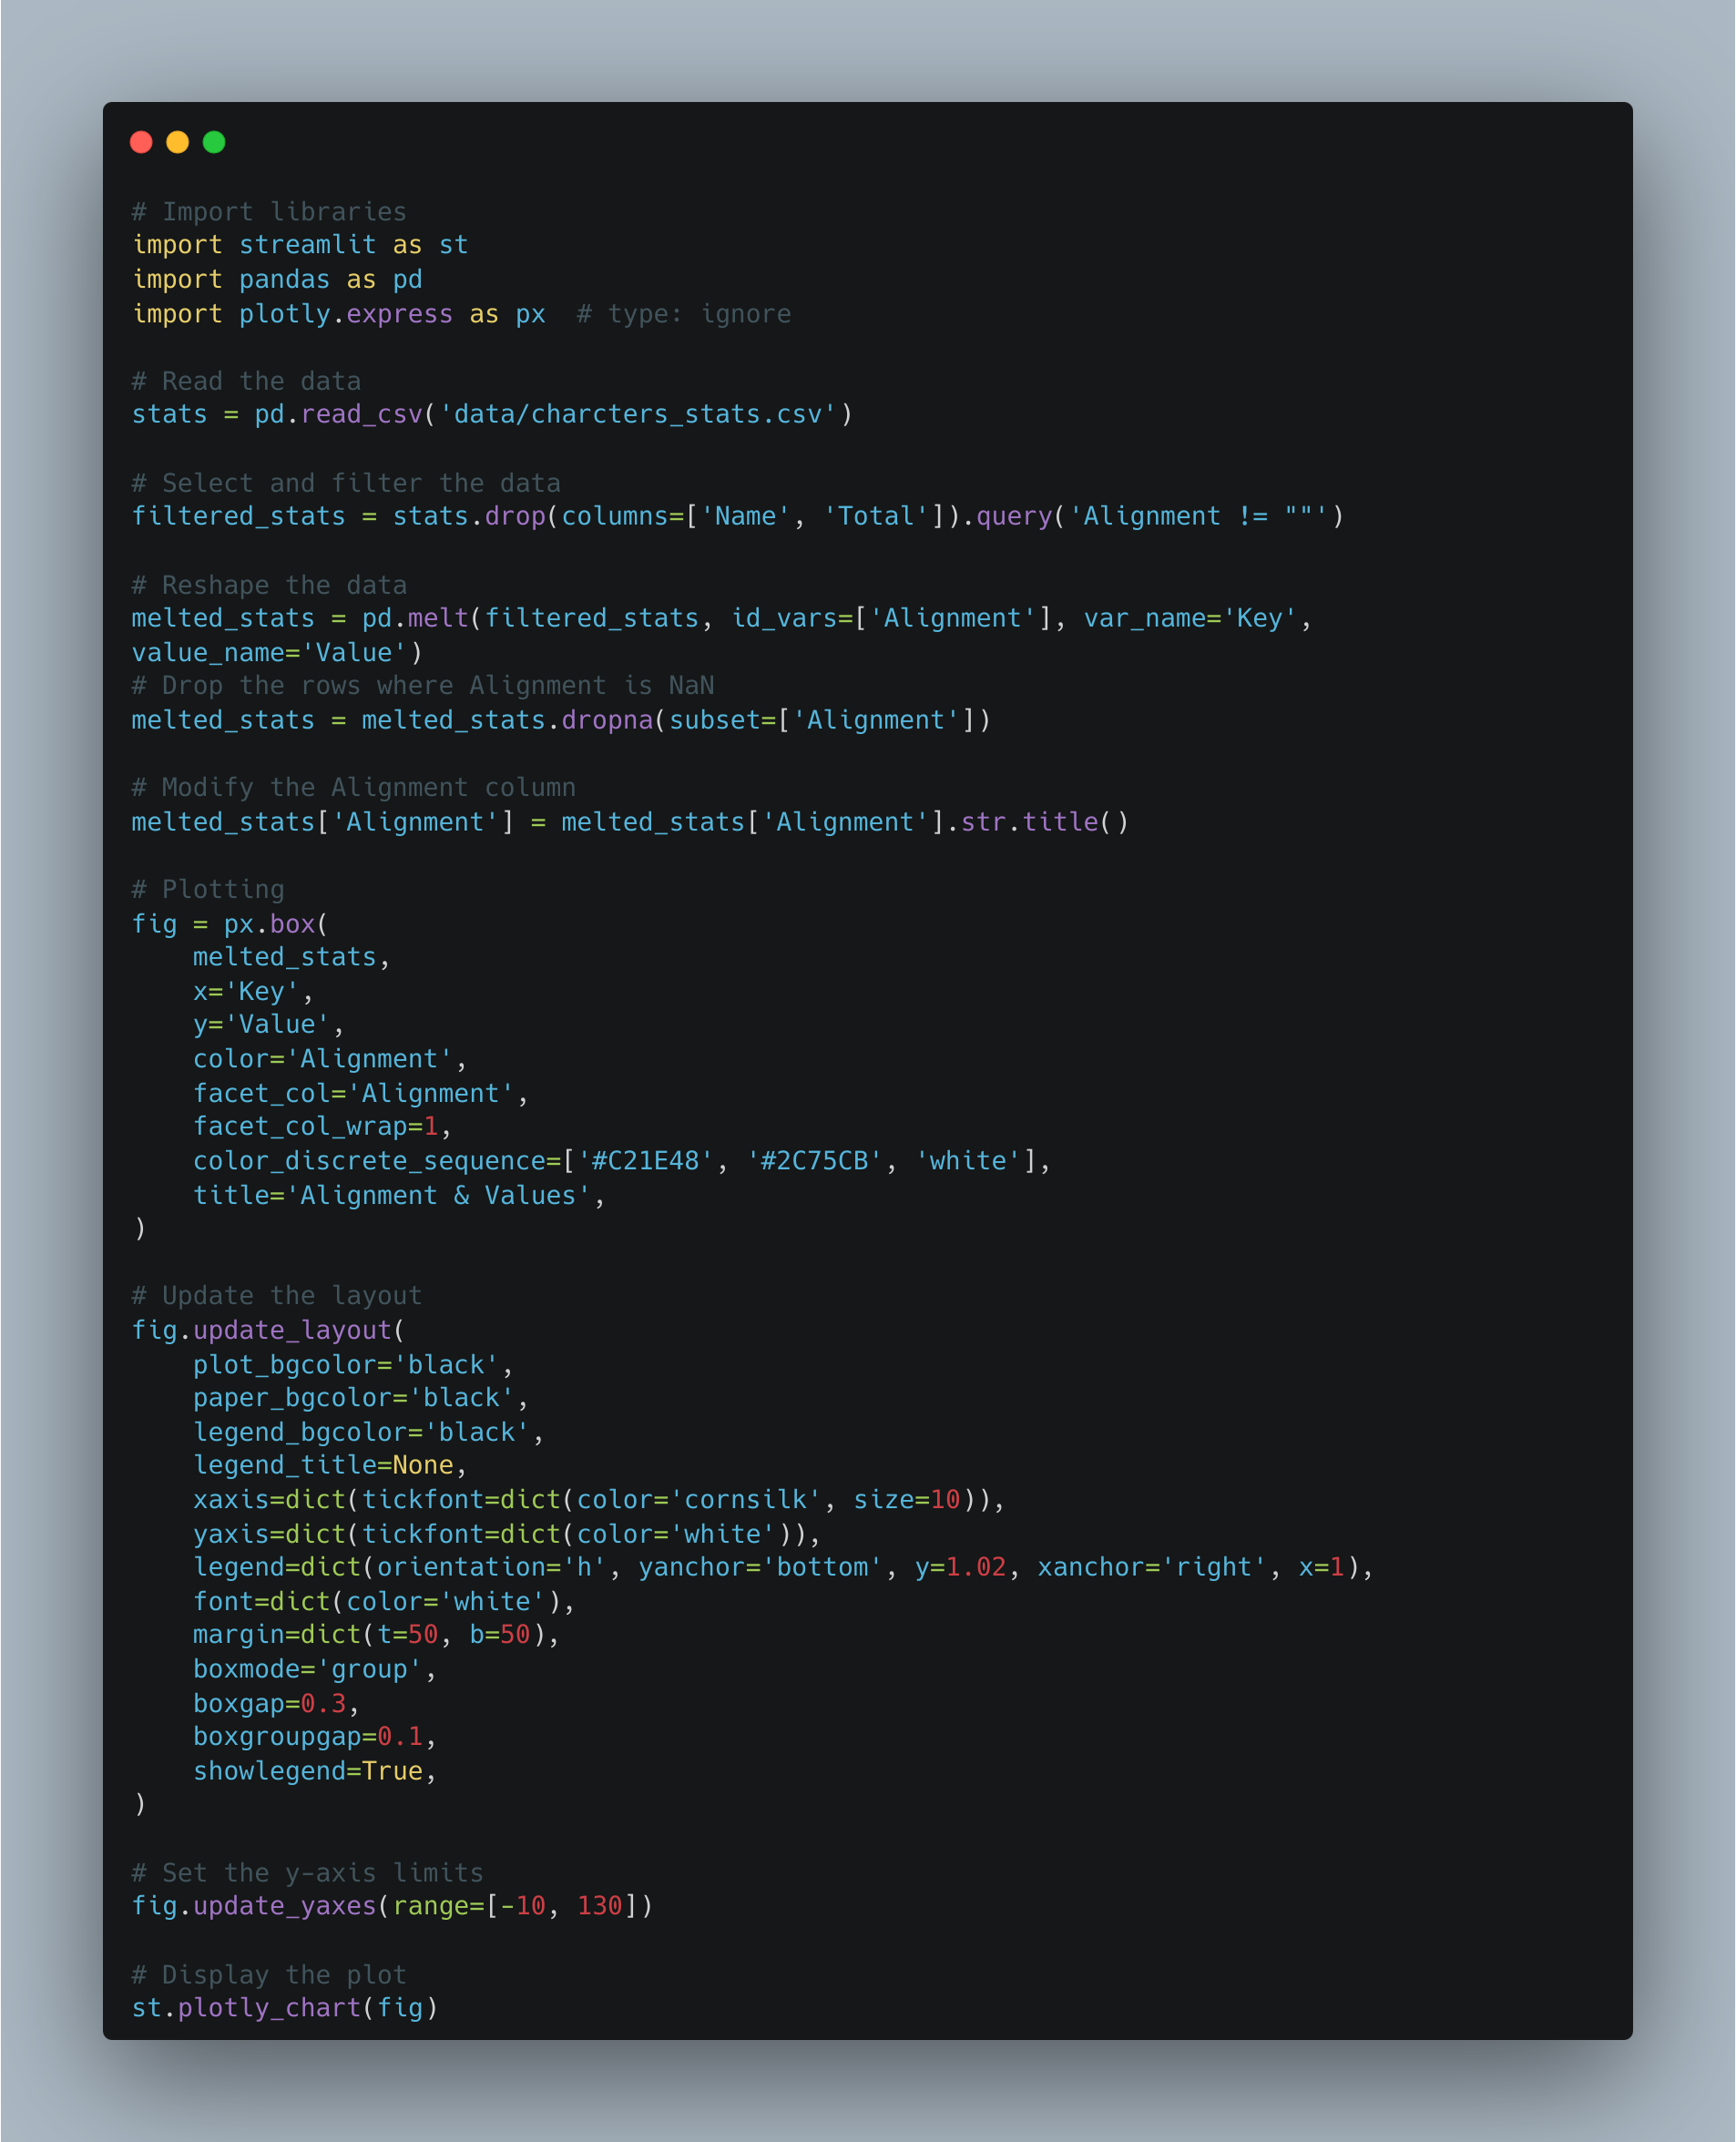 # Import libraries
import streamlit as st
import pandas as pd
import plotly.express as px  # type: ignore
# Read the data
stats = pd.read_csv('data/charcters_stats.csv')
# Select and filter the data
filtered_stats = stats.drop(columns=['Name', 'Total']).query('Alignment != ""')
# Reshape the data
melted_stats = pd.melt(filtered_stats, id_vars=['Alignment'], var_name='Key',
value_name='Value')
# Drop the rows where Alignment is NaN
melted_stats = melted_stats.dropna(subset=['Alignment'])
# Modify the Alignment column
melted_stats['Alignment'] = melted_stats['Alignment'].str.title()
# Plotting
fig = px.box(
    melted_stats,
    x='Key',
    y='Value',
    color='Alignment',
    facet_col='Alignment',
    facet_col_wrap=1,
    color_discrete_sequence=['#C21E48', '#2C75CB', 'white'],
    title='Alignment & Values',
)
# Update the layout
fig.update_layout(
    plot_bgcolor='black',
    paper_bgcolor='black',
    legend_bgcolor='black',
    legend_title=None,
    xaxis=dict(tickfont=dict(color='cornsilk', size=10)),
    yaxis=dict(tickfont=dict(color='white')),
    legend=dict(orientation='h', yanchor='bottom', y=1.02, xanchor='right', x=1),
    font=dict(color='white'),
    margin=dict(t=50, b=50),
    boxmode='group',
    boxgap=0.3,
    boxgroupgap=0.1,
    showlegend=True,
)
# Set the y-axis limits
fig.update_yaxes(range=[-10, 130])
# Display the plot
st.plotly_chart(fig)